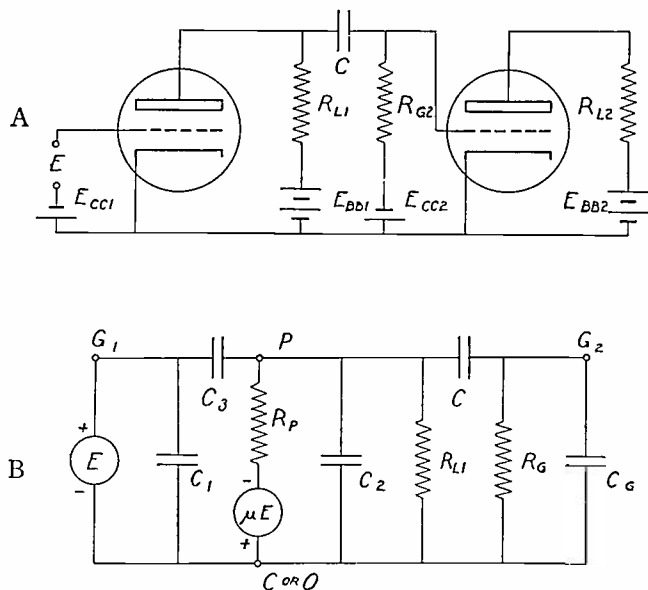 A
C
R_L1
R_G2
R_L2
E
E_CC1
E_BB1
E_CC2
E_BB2
G_1
P
G_2
C_3
C
R_P
+
E
-
B
C_1
-
μE
+
C_2
R_L1
R_G
C_G
C OR O